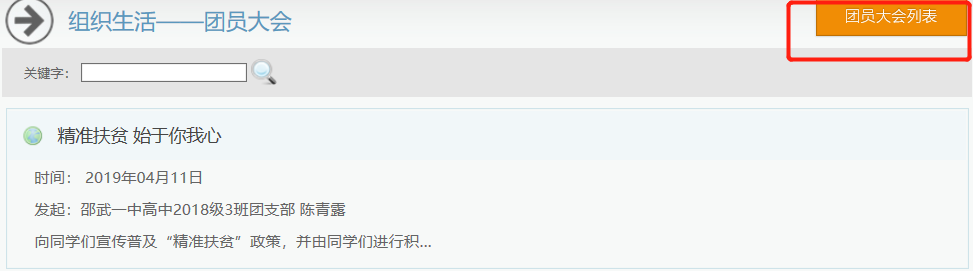 组织生活——团员大会
团员大会列表
关键字：
精准扶贫 始于你我心
时间： 2019年04月11日
发起：邵武一中高中2018级3班团支部 陈青露
向同学们宣传普及“精准扶贫”政策，并由同学们进行积...